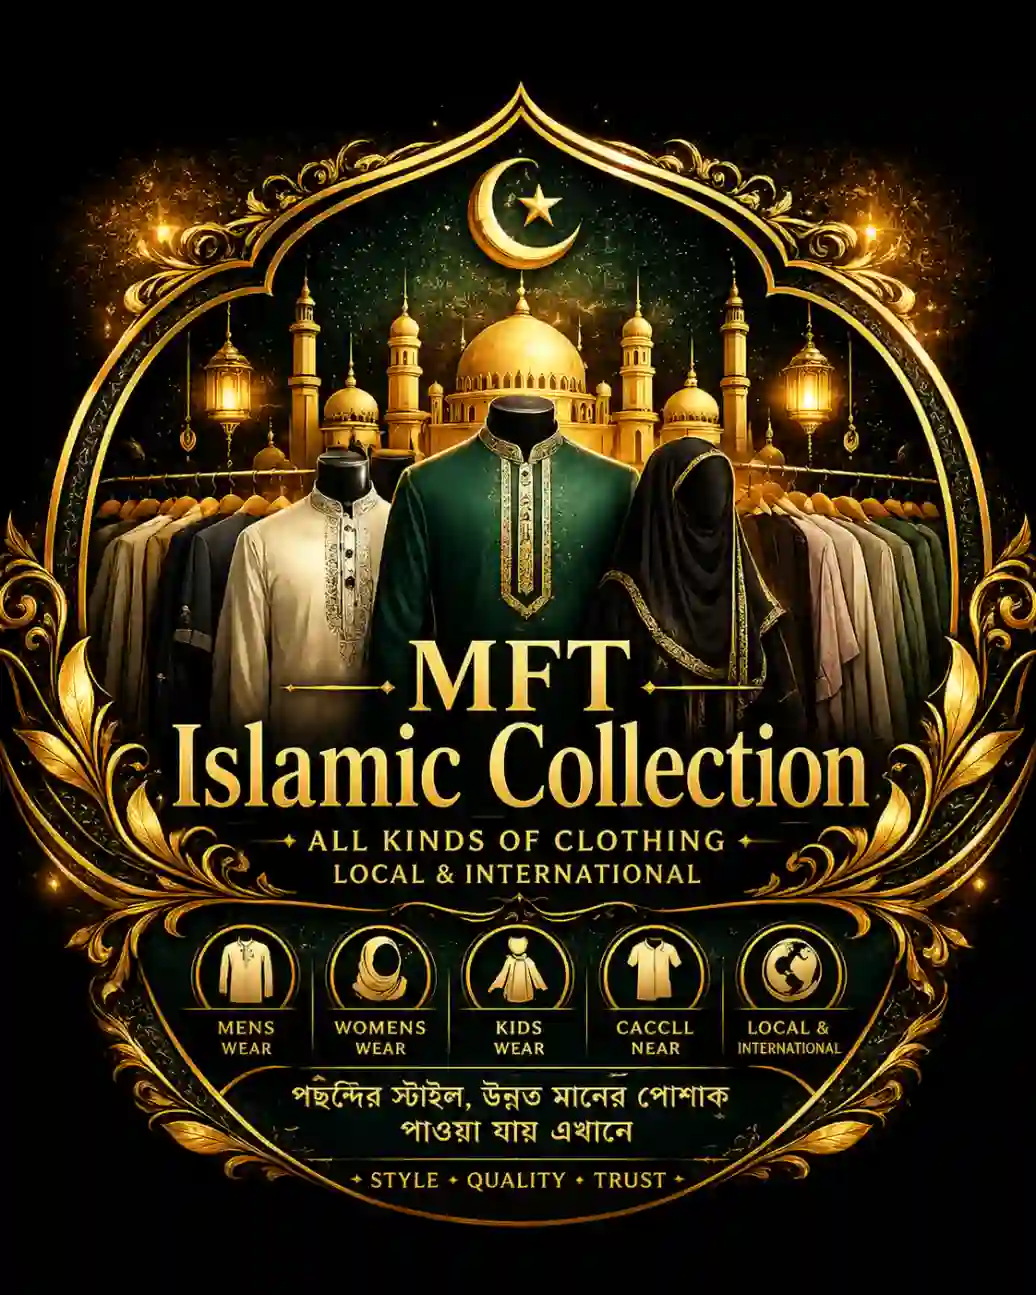 MFT
Islamic Collection
ALL KINDS OF CLOTHING
LOCAL & INTERNATIONAL
MENS
WEAR
WOMENS
WEAR
KIDS
WEAR
CACCLL
NEAR
LOCAL &
INTERNATIONAL
পছন্দের স্টাইল, উন্নত মানের পোশাক
পাওয়া যায় এখানে
STYLE • QUALITY • TRUST